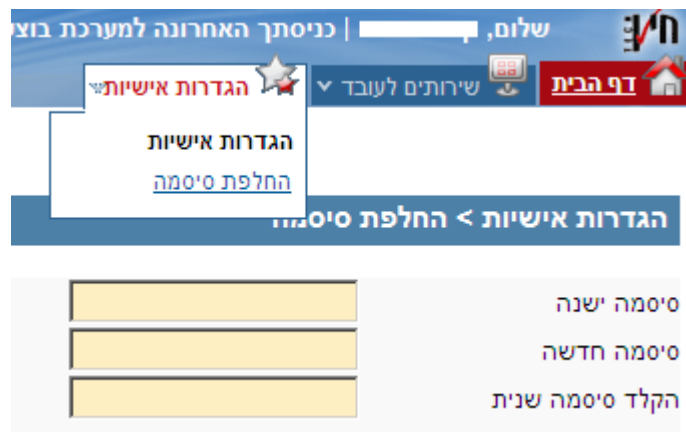 שלום, | כניסתך האחרונה למערכת
דף הבית
שירותים לעובד
הגדרות אישיות
הגדרות אישיות
החלפת סיסמה
הגדרות אישיות > החלפת סיסמה
סיסמה ישנה
סיסמה חדשה
הקלד סיסמה שנית